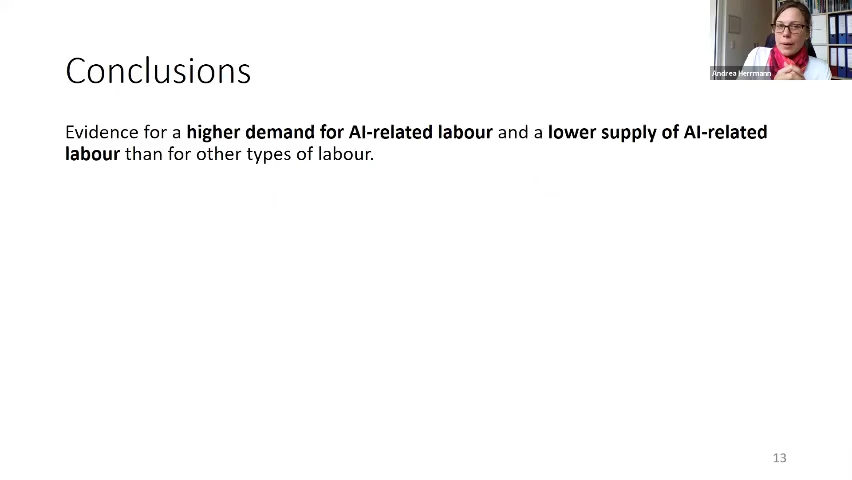 Conclusions
Andrea Herrmann
Evidence for a higher demand for AI-related labour and a lower supply of AI-related
labour than for other types of labour.
13